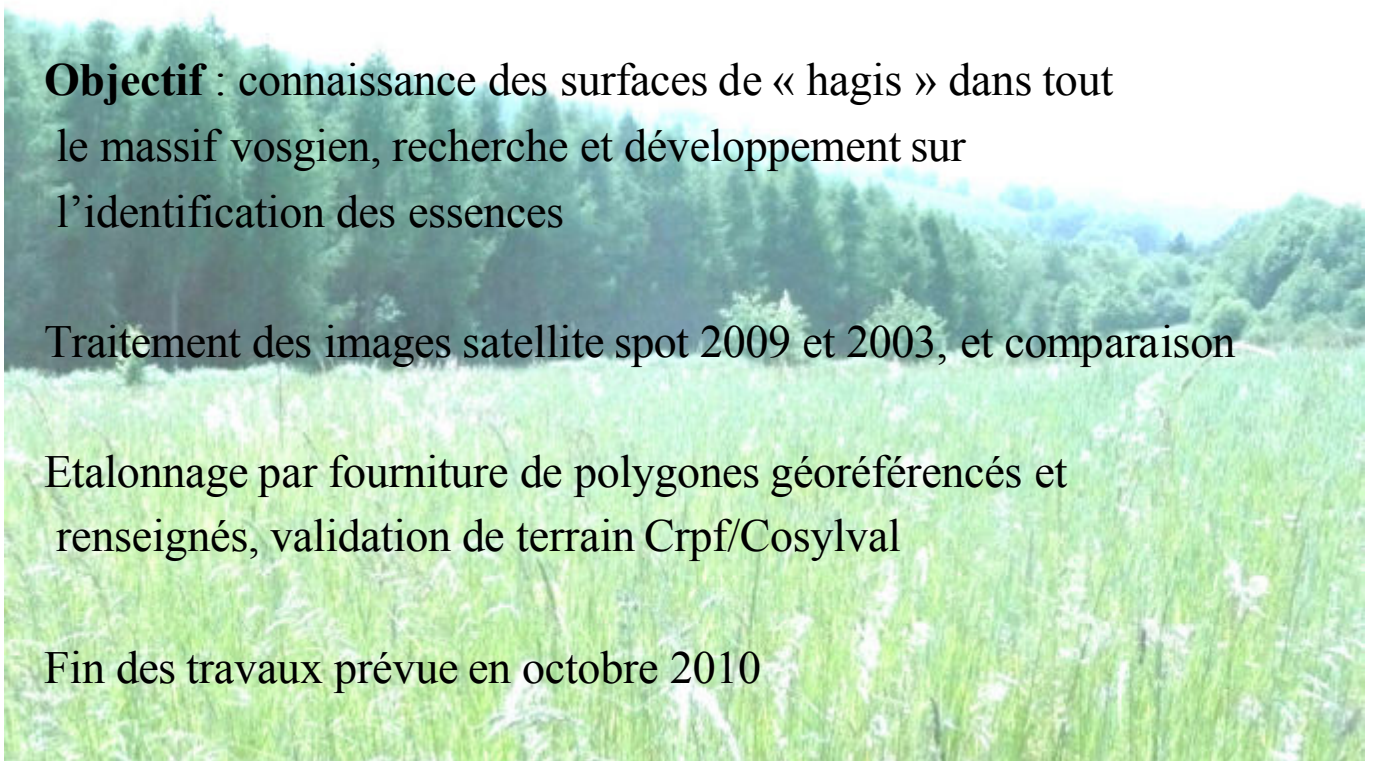 Objectif : connaissance des surfaces de « hagis » dans tout
le massif vosgien, recherche et développement sur
l’identification des essences
Traitement des images satellite spot 2009 et 2003, et comparaison
Etalonnage par fourniture de polygones géoréférencés et
renseignés, validation de terrain Crpf/Cosylval
Fin des travaux prévue en octobre 2010